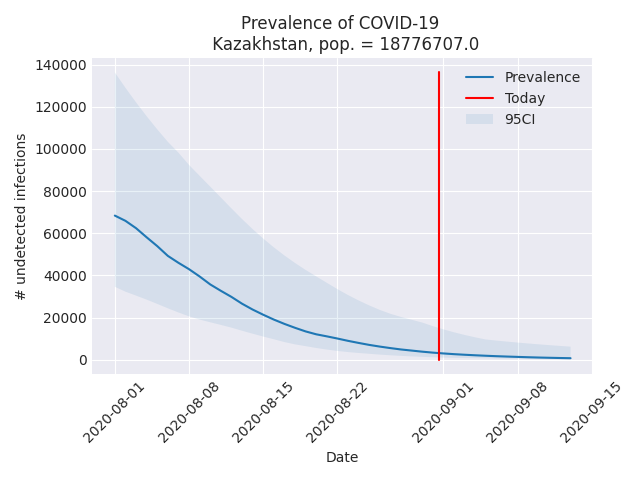 Prevalence of COVID-19
Kazakhstan, pop. = 18776707.0
140000
120000
100000
80000
60000
40000
20000
0
# undetected infections
Prevalence
Today
95CI
2020-08-01
2020-08-08
2020-08-15
2020-08-22
2020-09-01
2020-09-08
2020-09-15
Date